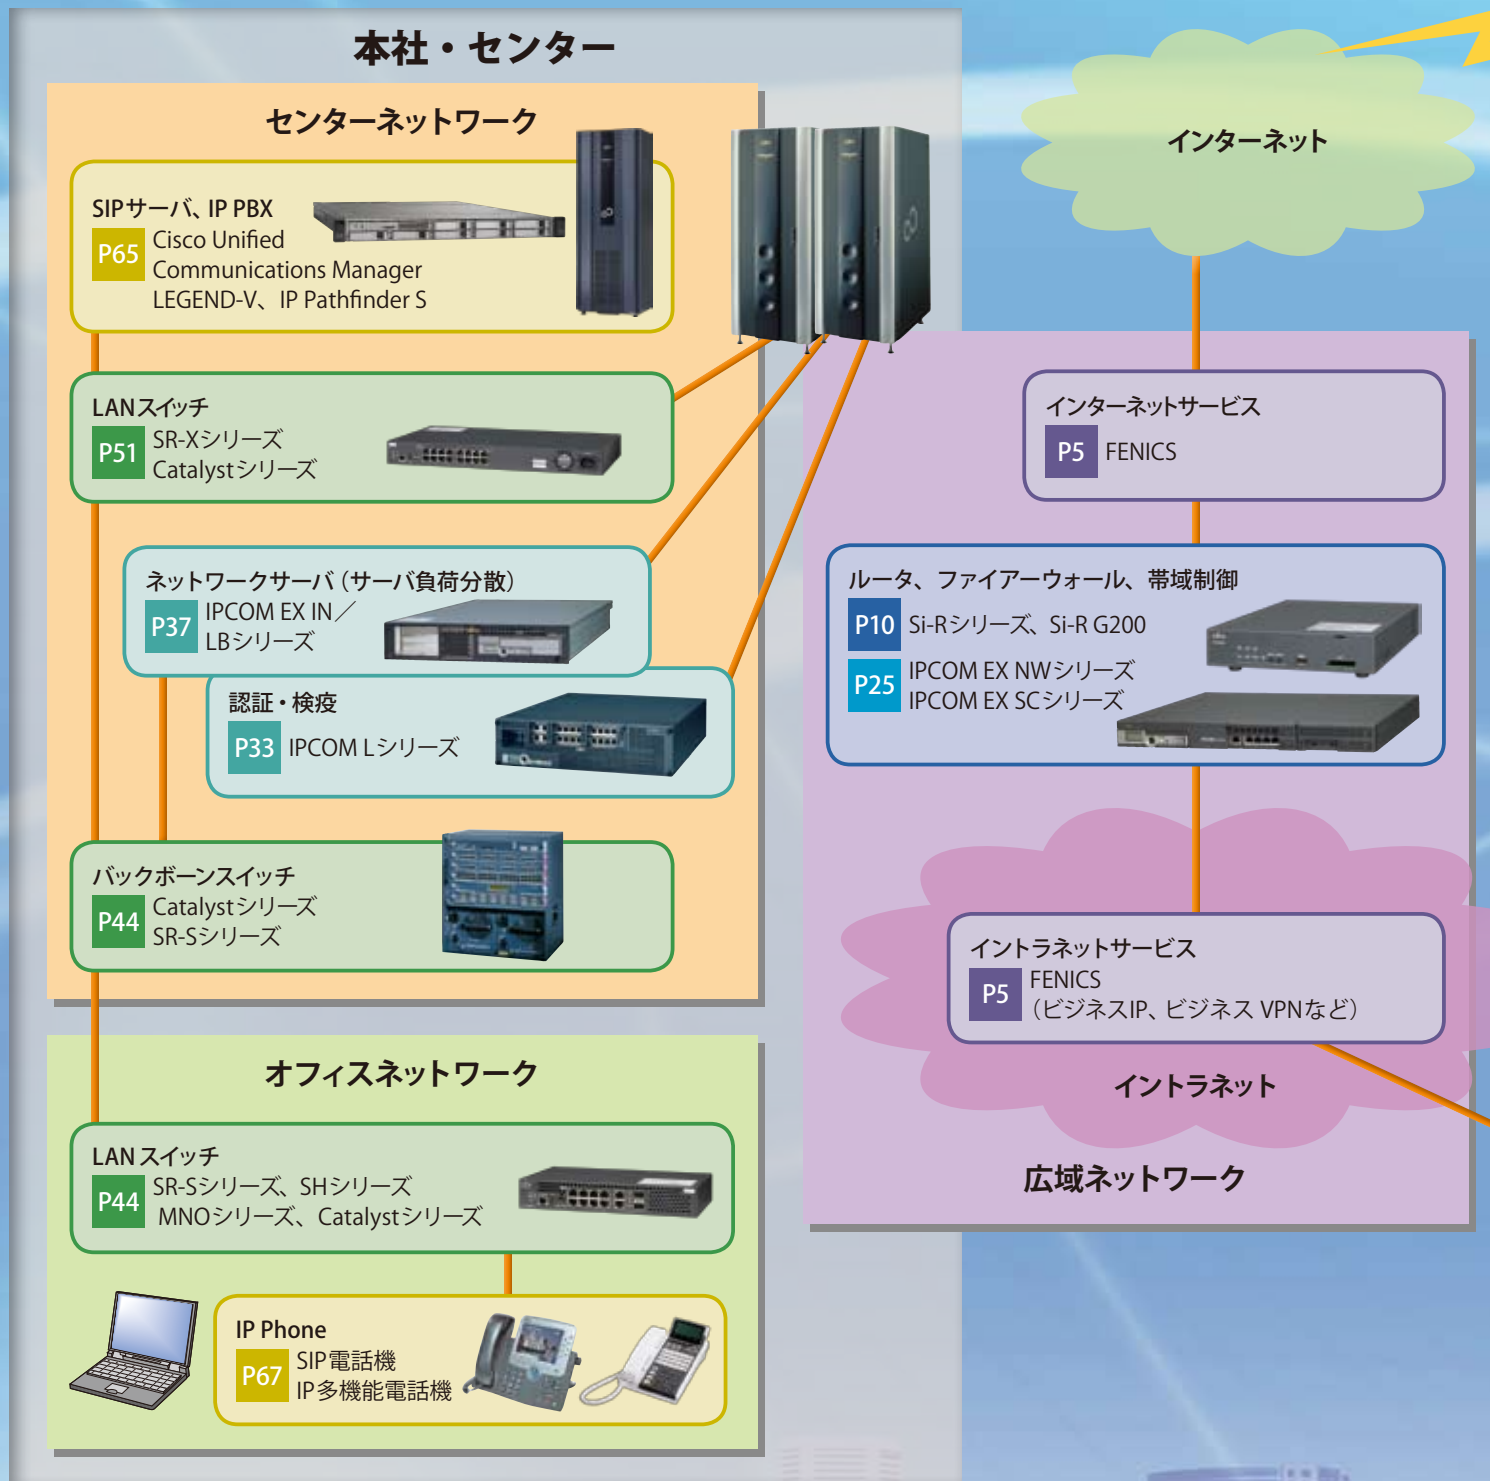 本社・センター
センターネットワーク
SIPサーバ、IP PBX
P65
Cisco Unified
Communications Manager
LEGEND-V、IP Pathfinder S
LANスイッチ
P51
SR-Xシリーズ
Catalystシリーズ
ネットワークサーバ（サーバ負荷分散）
P37
IPCOM EX IN／
LBシリーズ
認証・検疫
P33
IPCOM Lシリーズ
バックボーンスイッチ
P44
Catalystシリーズ
SR-Sシリーズ
オフィスネットワーク
LANスイッチ
P44
SR-Sシリーズ、SHシリーズ
MNOシリーズ、Catalystシリーズ
IP Phone
P67
SIP電話機
IP多機能電話機
インターネット
インターネットサービス
P5
FENICS
ルータ、ファイアーウォール、帯域制御
P10
Si-Rシリーズ、Si-R G200
P25
IPCOM EX NWシリーズ
IPCOM EX SCシリーズ
イントラネットサービス
P5
FENICS
（ビジネスIP、ビジネス VPNなど）
イントラネット
広域ネットワーク